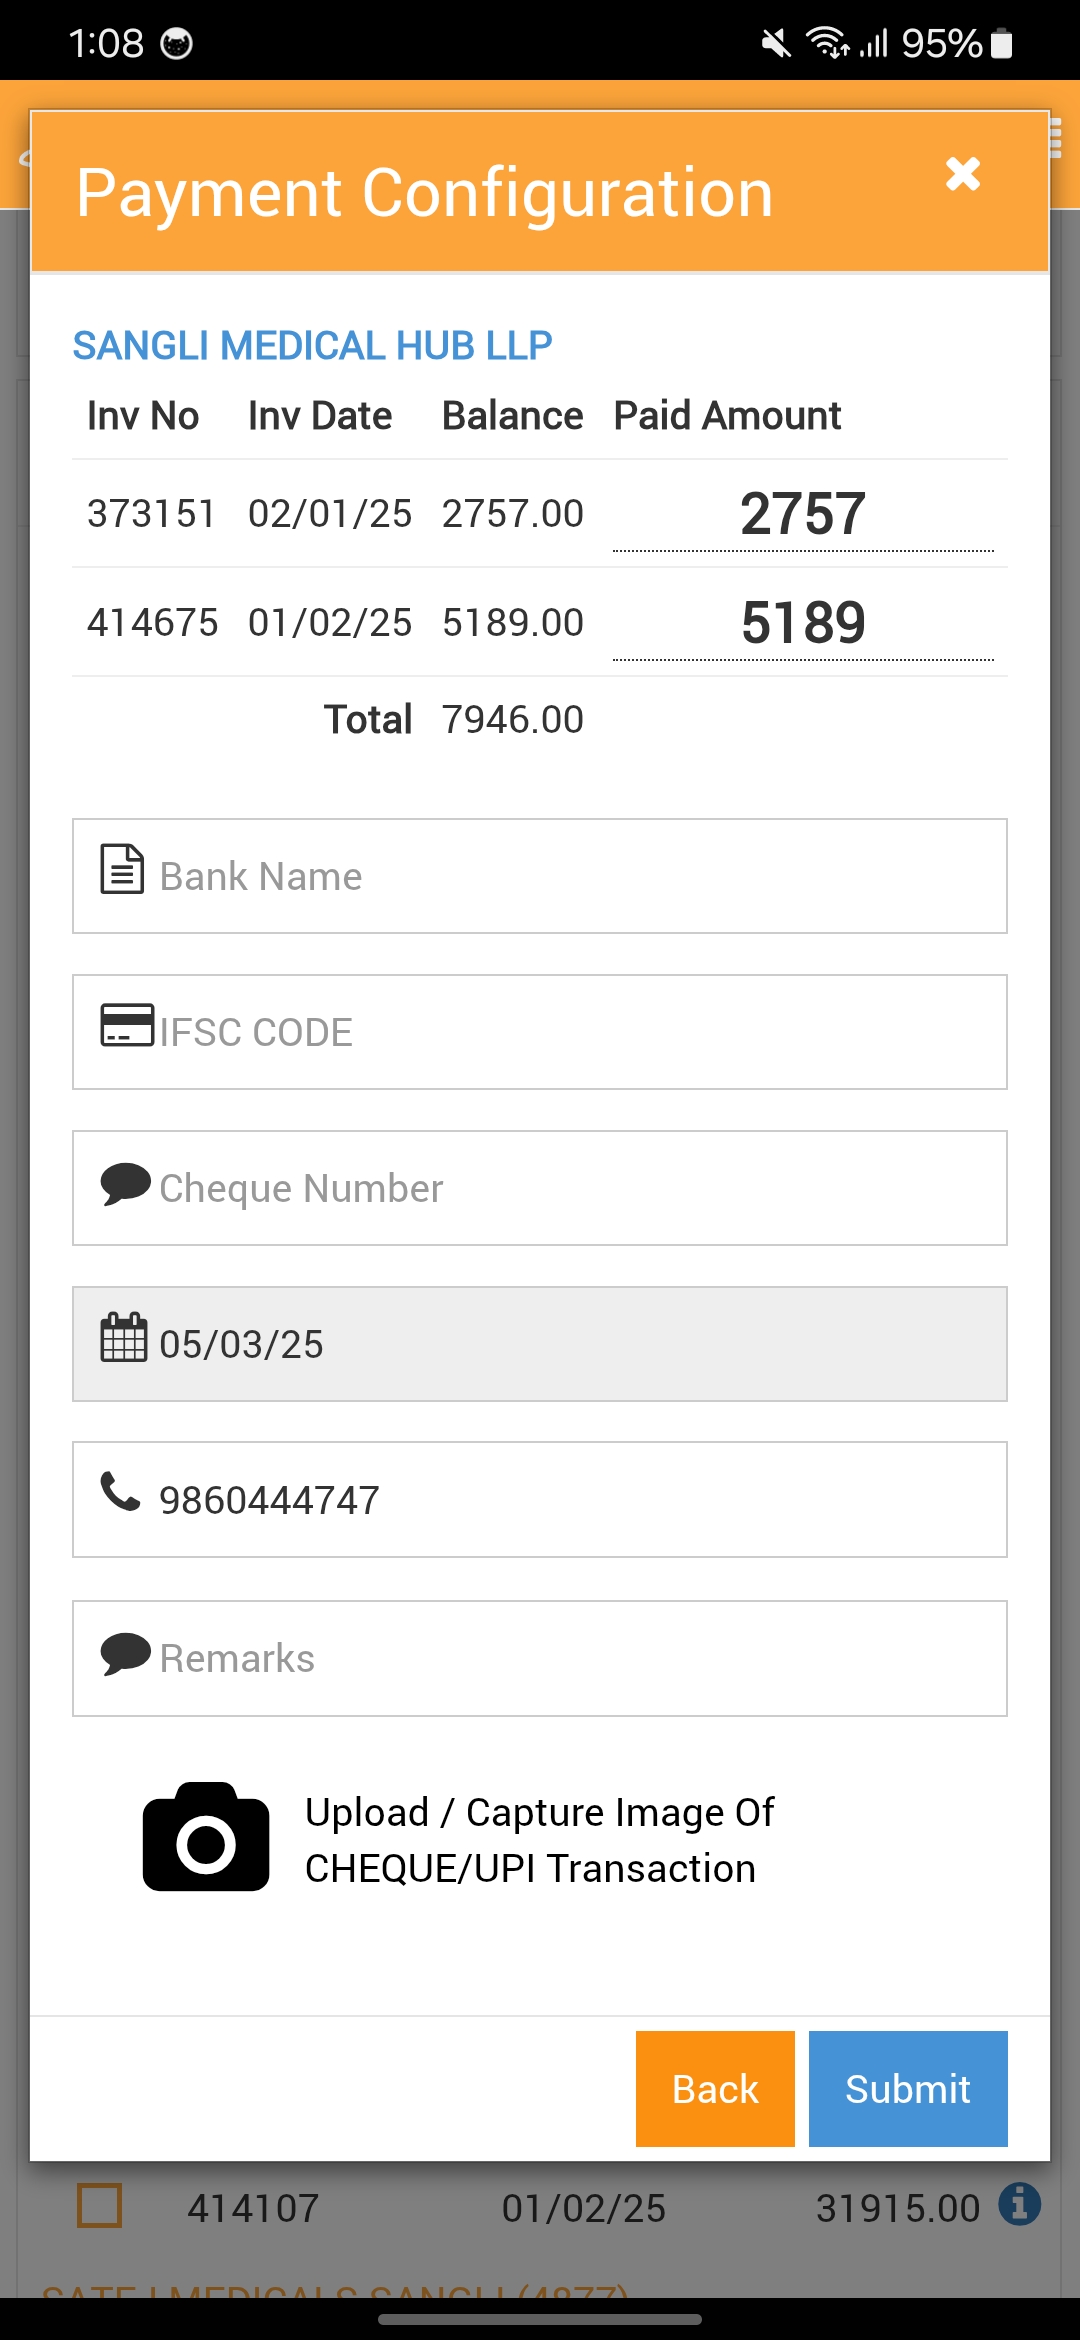 1:08
95%
Payment Configuration
SANGLI MEDICAL HUB LLP
Inv No Inv Date Balance Paid Amount
373151 02/01/25 2757.00 2757
414675 01/02/25 5189.00 5189
Total 7946.00
Bank Name
IFSC CODE
Cheque Number
05/03/25
9860444747
Remarks
Upload / Capture Image Of
CHEQUE/UPI Transaction
Back Submit
414107 01/02/25 31915.00
MEDICALS SANGLI (4877)